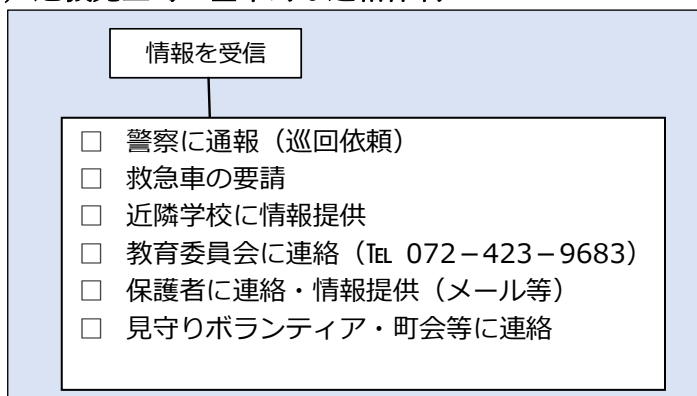 情報を受信
□ 警察に通報（巡回依頼）
□ 救急車の要請
□ 近隣学校に情報提供
□ 教育委員会に連絡（℡ 072－423－9683）
□ 保護者に連絡・情報提供（メール等）
□ 見守りボランティア・町会等に連絡